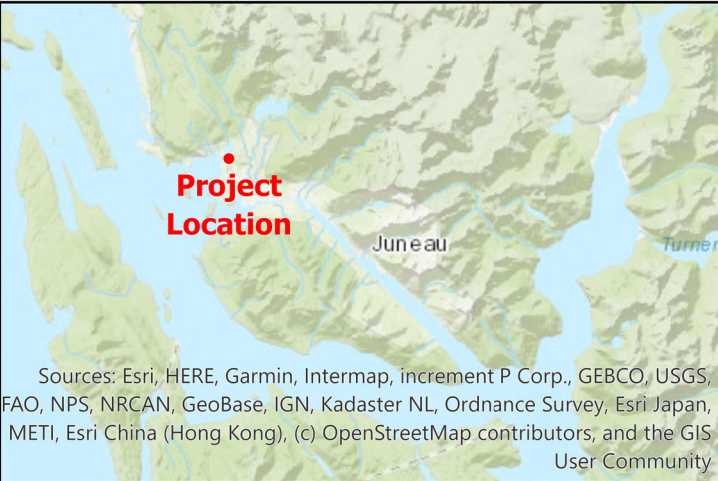 Project
Location
Juneau
Turner
Sources: Esri, HERE, Garmin, Intermap, increment P Corp., GEBCO, USGS,
FAO, NPS, NRCAN, GeoBase, IGN, Kadaster NL, Ordnance Survey, Esri Japan,
METI, Esri China (Hong Kong), (c) OpenStreetMap contributors, and the GIS
User Community